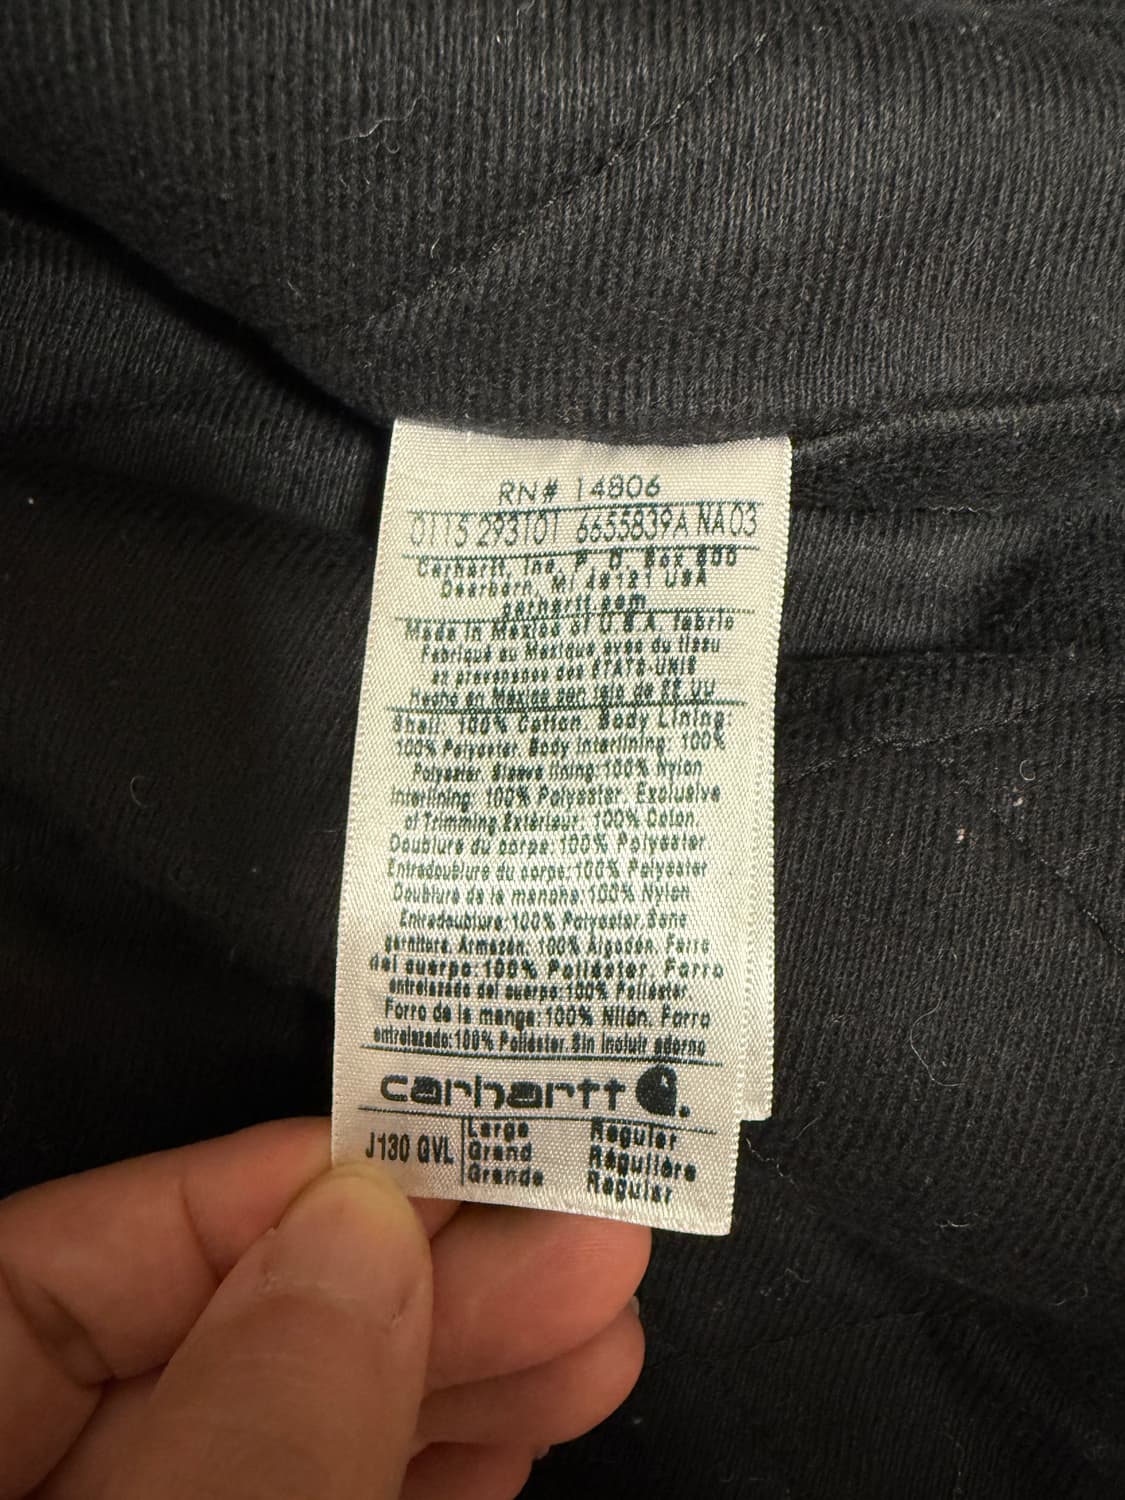 RN# 14806
0115 293101 6655839A NA03
Carhartt, Inc. P. O. Box 600
Dearborn, MI 48121 USA
carhartt.com
Made in Mexico of U.S.A. fabric
Fabriqué au Mexique avec du tissu
en provenance des ÉTATS-UNIS
Hecho en México con tela de EE.UU
Shell: 100% Cotton. Body Lining:
100% Polyester. Body Interlining: 100%
Polyester. Sleeve lining:100% Nylon
Interlining: 100% Polyester. Exclusive
of Trimming Extérieur: 100% Coton.
Doublure du corps:100% Polyester
Entredoublure du corps:100% Polyester
Doublure de la manche:100% Nylon.
Entredoublure:100% Polyester.Sans
garniture. Armazón: 100% Algodón. Forro
del cuerpo:100% Poliéster. Forro
entrelazado del cuerpo:100% Poliéster.
Forro de la manga:100% Nilón. Forro
entrelazado:100% Poliéster.Sin incluir adorno
carhartt
J130 GVL Large Regular
Grand Régulière
Grande Regular